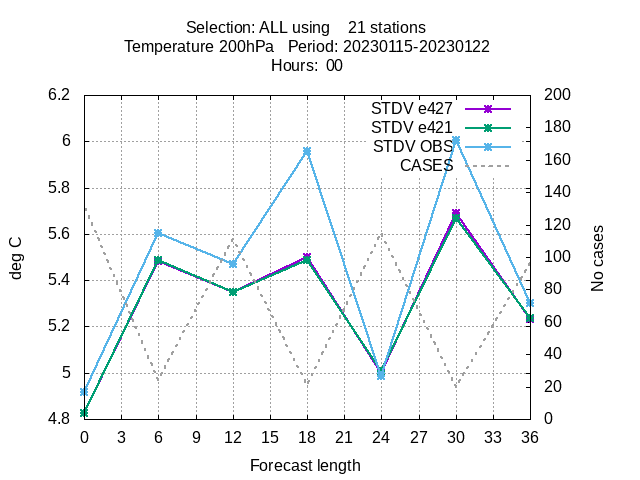 Selection: ALL using    21 stations
Temperature 200hPa   Period: 20230115-20230122
Hours:  00
6.2
6
5.8
5.6
5.4
5.2
5
4.8
deg C
STDV e427
STDV e421
STDV OBS
CASES
200
180
160
140
120
100
80
60
40
20
0
No cases
0 3 6 9 12 15 18 21 24 27 30 33 36
Forecast length